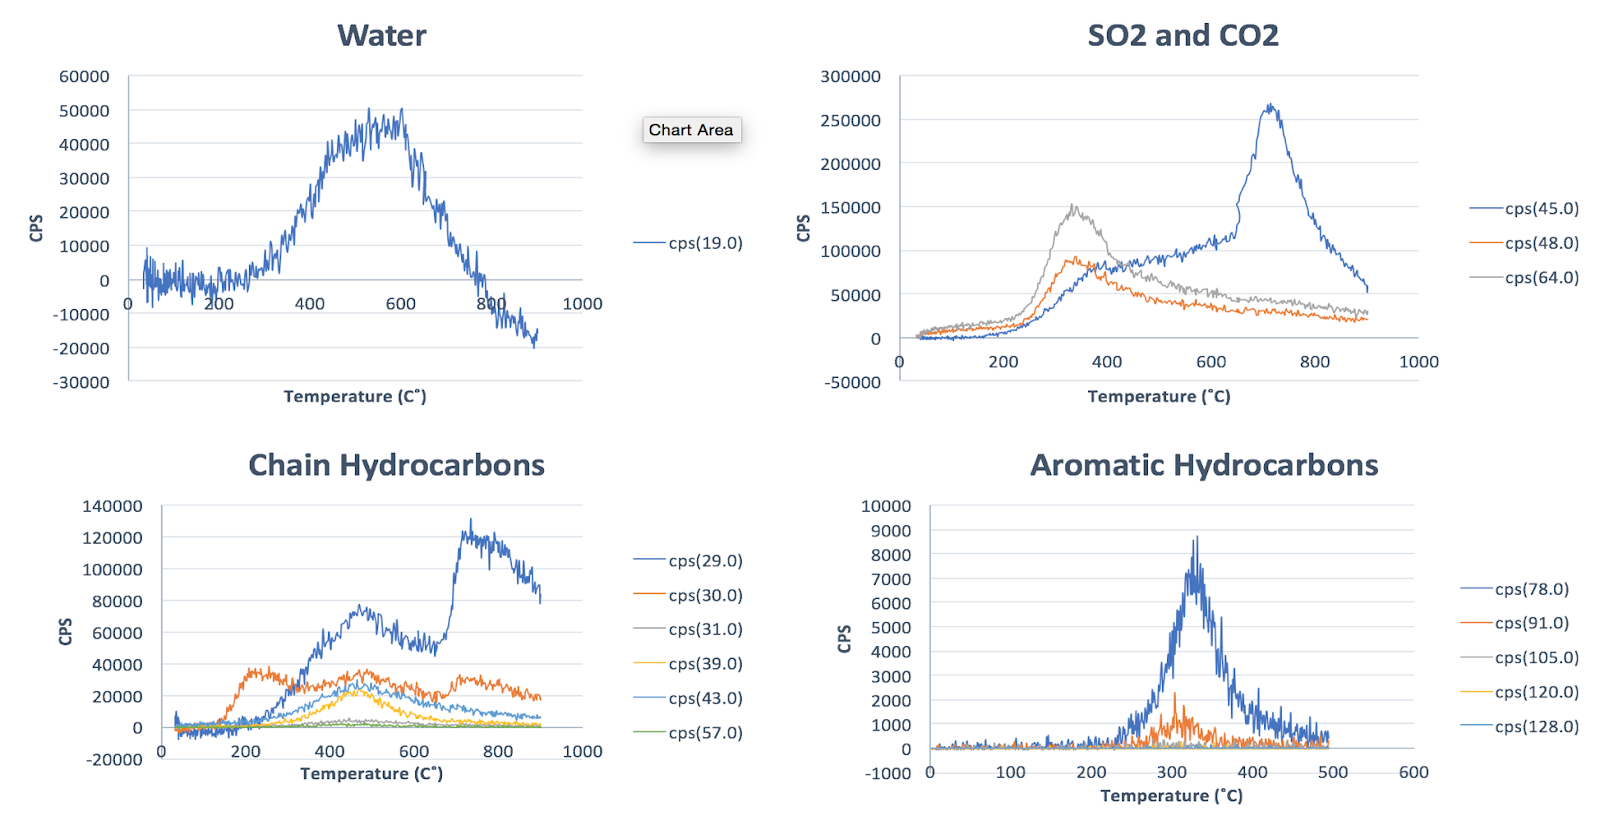 Water
60000
50000
40000
30000
20000
10000
0
-10000
-20000
-30000
0 200 400 600 800 1000
CPS
Temperature (C˚)
cps(19.0)
Chart Area
SO2 and CO2
300000
250000
200000
150000
100000
50000
0
-50000
0 200 400 600 800 1000
CPS
Temperature (˚C)
cps(45.0)
cps(48.0)
cps(64.0)
Chain Hydrocarbons
140000
120000
100000
80000
60000
40000
20000
0
-20000
0 200 400 600 800 1000
CPS
Temperature (C˚)
cps(29.0)
cps(30.0)
cps(31.0)
cps(39.0)
cps(43.0)
cps(57.0)
Aromatic Hydrocarbons
10000
9000
8000
7000
6000
5000
4000
3000
2000
1000
0
-1000
0 100 200 300 400 500 600
CPS
Temperature (˚C)
cps(78.0)
cps(91.0)
cps(105.0)
cps(120.0)
cps(128.0)